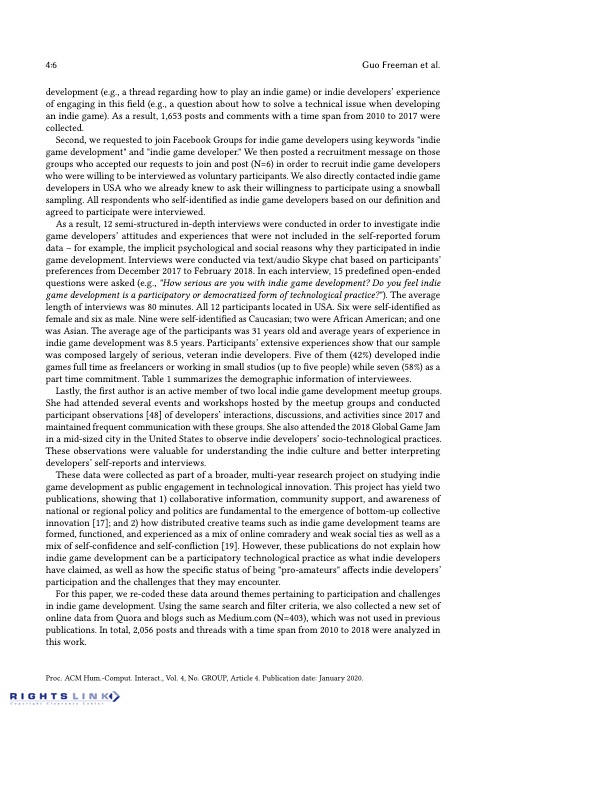 4:6 Guo Freeman et al.
development (e.g., a thread regarding how to play an indie game) or indie developers' experience
of engaging in this field (e.g., a question about how to solve a technical issue when developing
an indie game). As a result, 1,653 posts and comments with a time span from 2010 to 2017 were
collected.
Second, we requested to join Facebook Groups for indie game developers using keywords "indie
game development" and "indie game developer." We then posted a recruitment message on those
groups who accepted our requests to join and post (N=6) in order to recruit indie game developers
who were willing to be interviewed as voluntary participants. We also directly contacted indie game
developers in USA who we already knew to ask their willingness to participate using a snowball
sampling. All respondents who self-identified as indie game developers based on our definition and
agreed to participate were interviewed.
As a result, 12 semi-structured in-depth interviews were conducted in order to investigate indie
game developers' attitudes and experiences that were not included in the self-reported forum
data – for example, the implicit psychological and social reasons why they participated in indie
game development. Interviews were conducted via text/audio Skype chat based on participants'
preferences from December 2017 to February 2018. In each interview, 15 predefined open-ended
questions were asked (e.g., "How serious are you with indie game development? Do you feel indie
game development is a participatory or democratized form of technological practice?"). The average
length of interviews was 80 minutes. All 12 participants located in USA. Six were self-identified as
female and six as male. Nine were self-identified as Caucasian; two were African American; and one
was Asian. The average age of the participants was 31 years old and average years of experience in
indie game development was 8.5 years. Participants' extensive experiences show that our sample
was composed largely of serious, veteran indie developers. Five of them (42%) developed indie
games full time as freelancers or working in small studios (up to five people) while seven (58%) as a
part time commitment. Table 1 summarizes the demographic information of interviewees.
Lastly, the first author is an active member of two local indie game development meetup groups.
She had attended several events and workshops hosted by the meetup groups and conducted
participant observations [48] of developers' interactions, discussions, and activities since 2017 and
maintained frequent communication with these groups. She also attended the 2018 Global Game Jam
in a mid-sized city in the United States to observe indie developers' socio-technological practices.
These observations were valuable for understanding the indie culture and better interpreting
developers' self-reports and interviews.
These data were collected as part of a broader, multi-year research project on studying indie
game development as public engagement in technological innovation. This project has yield two
publications, showing that 1) collaborative information, community support, and awareness of
national or regional policy and politics are fundamental to the emergence of bottom-up collective
innovation [17]; and 2) how distributed creative teams such as indie game development teams are
formed, functioned, and experienced as a mix of online comradery and weak social ties as well as a
mix of self-confidence and self-confliction [19]. However, these publications do not explain how
indie game development can be a participatory technological practice as what indie developers
have claimed, as well as how the specific status of being "pro-amateurs" affects indie developers'
participation and the challenges that they may encounter.
For this paper, we re-coded these data around themes pertaining to participation and challenges
in indie game development. Using the same search and filter criteria, we also collected a new set of
online data from Quora and blogs such as Medium.com (N=403), which was not used in previous
publications. In total, 2,056 posts and threads with a time span from 2010 to 2018 were analyzed in
this work.
Proc. ACM Hum.-Comput. Interact., Vol. 4, No. GROUP, Article 4. Publication date: January 2020.
RIGHTSLINK
Copyright Clearance Center